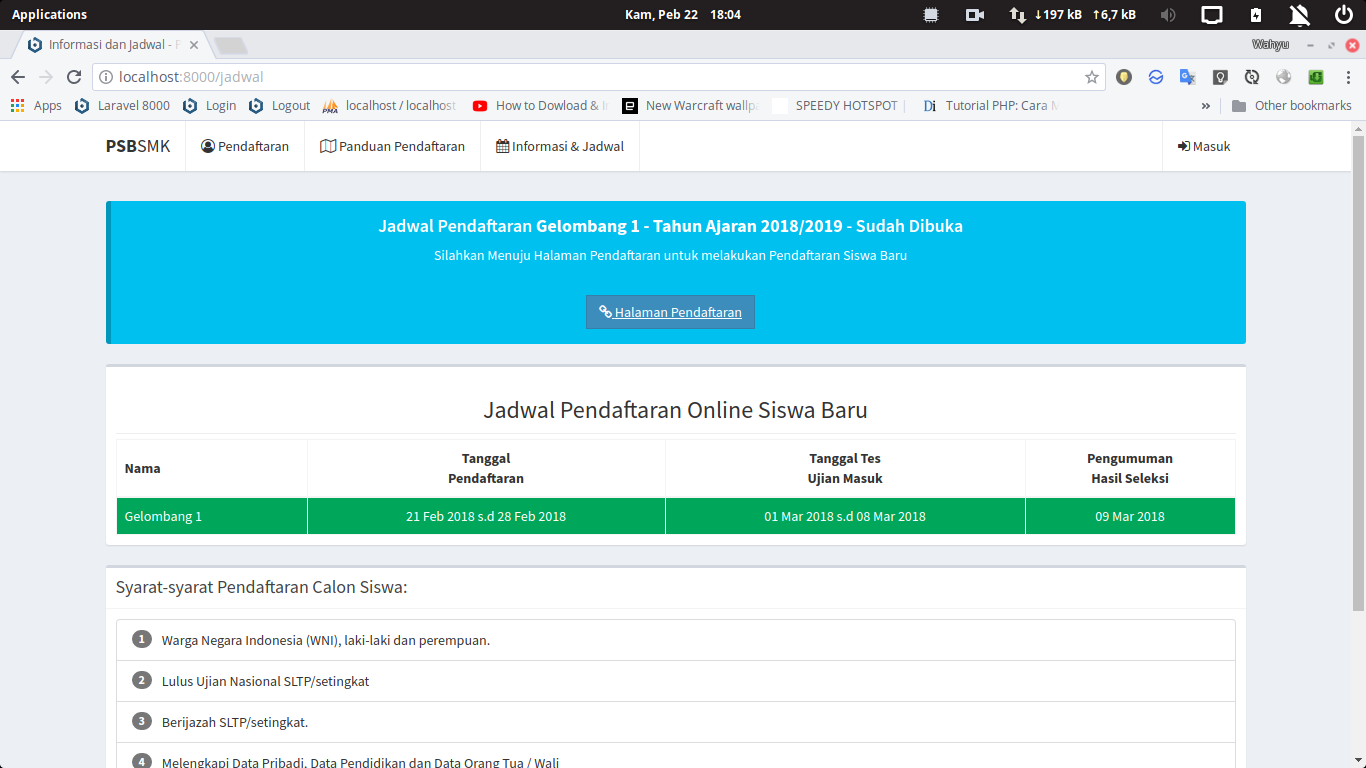 Applications
Kam, Peb 22 18:04
↓197 kB ↑6,7 kB
Informasi dan Jadwal -
Wahyu
localhost:8000/jadwal
Apps
Laravel 8000
Login
Logout
PMA
localhost / localhost
How to Dowload &
New Warcraft wallpa
SPEEDY HOTSPOT |
Di
Tutorial PHP: Cara
»
Other bookmarks
PSBSMK
Pendaftaran
Panduan Pendaftaran
Informasi & Jadwal
Masuk
Jadwal Pendaftaran Gelombang 1 - Tahun Ajaran 2018/2019 - Sudah Dibuka
Silahkan Menuju Halaman Pendaftaran untuk melakukan Pendaftaran Siswa Baru
Halaman Pendaftaran
Jadwal Pendaftaran Online Siswa Baru
Nama
Tanggal
Pendaftaran
Tanggal Tes
Ujian Masuk
Pengumuman
Hasil Seleksi
Gelombang 1
21 Feb 2018 s.d 28 Feb 2018
01 Mar 2018 s.d 08 Mar 2018
09 Mar 2018
Syarat-syarat Pendaftaran Calon Siswa:
1 Warga Negara Indonesia (WNI), laki-laki dan perempuan.
2 Lulus Ujian Nasional SLTP/setingkat
3 Berijazah SLTP/setingkat.
4 Melengkapi Data Pribadi, Data Pendidikan dan Data Orang Tua / Wali